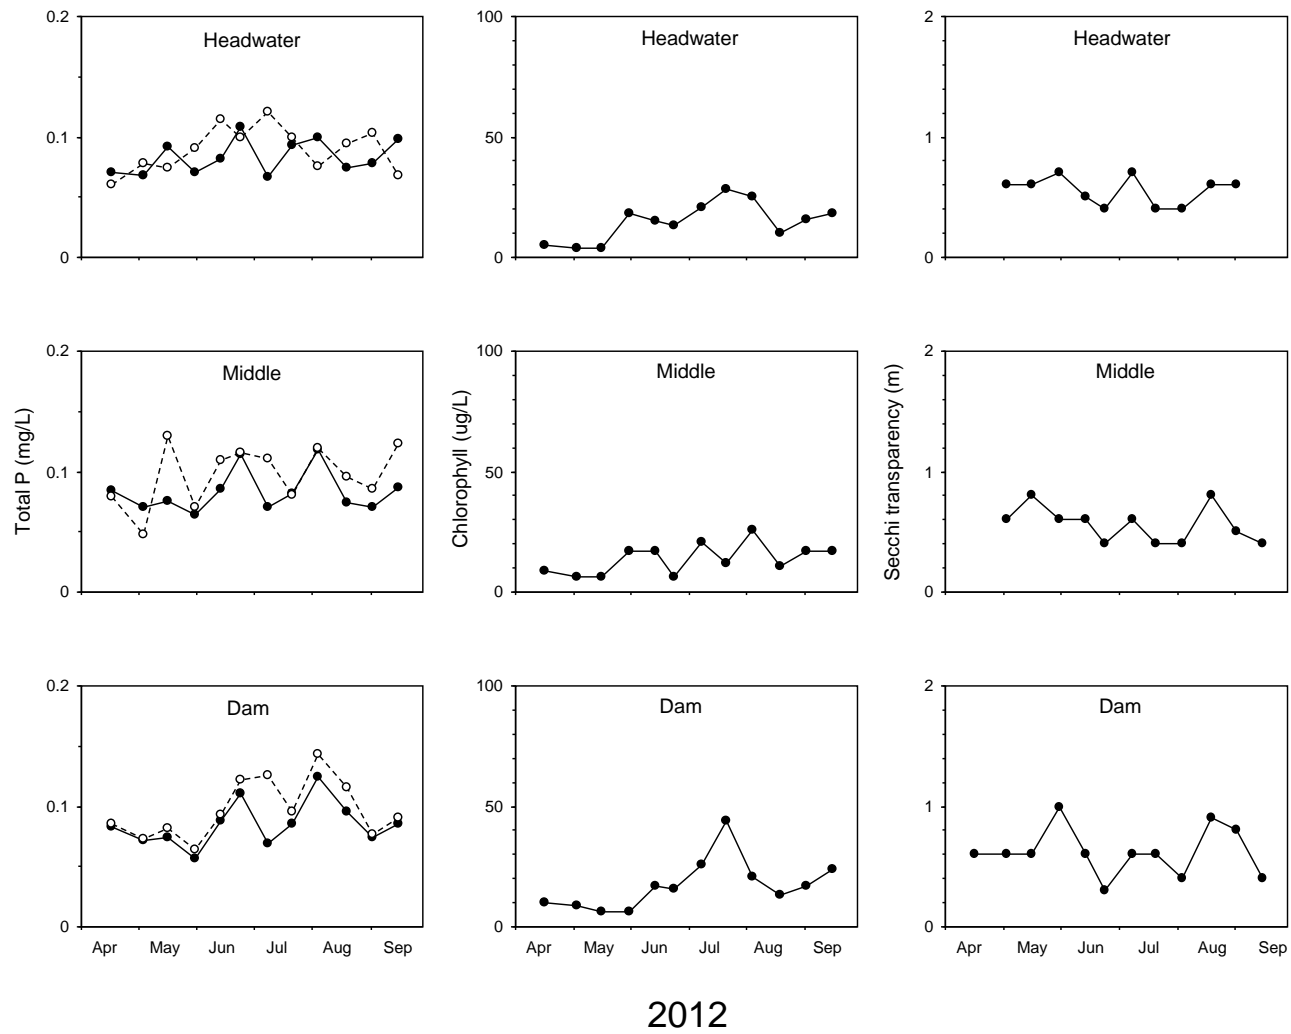 0.2
0.1
0
Headwater
100
50
0
Headwater
2
1
0
Headwater
Total P (mg/L)
0.2
0.1
0
Middle
Chlorophyll (ug/L)
100
50
0
Middle
Secchi transparency (m)
2
1
0
Middle
0.2
0.1
0
Dam
Apr May Jun Jul Aug Sep
100
50
0
Dam
Apr May Jun Jul Aug Sep
2
1
0
Dam
Apr May Jun Jul Aug Sep
2012